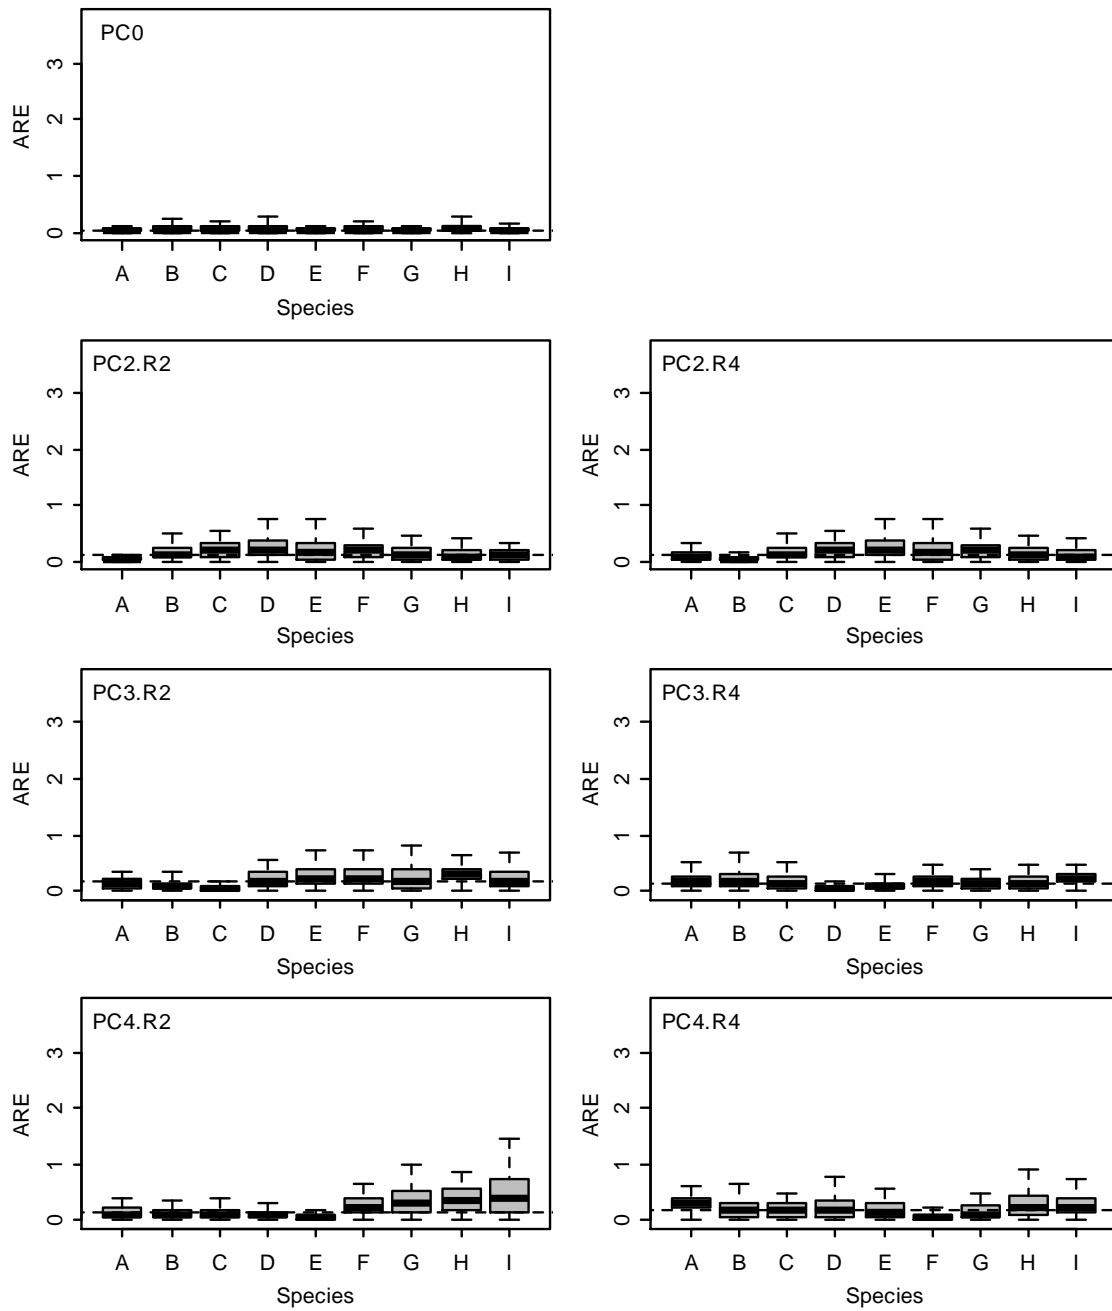 PC0
3
2
1
0
ARE
A B C D E F G H I
Species
PC2.R2
3
2
1
0
ARE
A B C D E F G H I
Species
PC2.R4
3
2
1
0
ARE
A B C D E F G H I
Species
PC3.R2
3
2
1
0
ARE
A B C D E F G H I
Species
PC3.R4
3
2
1
0
ARE
A B C D E F G H I
Species
PC4.R2
3
2
1
0
ARE
A B C D E F G H I
Species
PC4.R4
3
2
1
0
ARE
A B C D E F G H I
Species